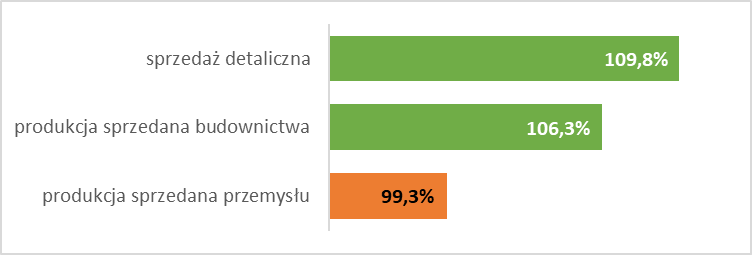 sprzedaż detaliczna 109,8%
produkcja sprzedana budownictwa 106,3%
produkcja sprzedana przemysłu 99,3%